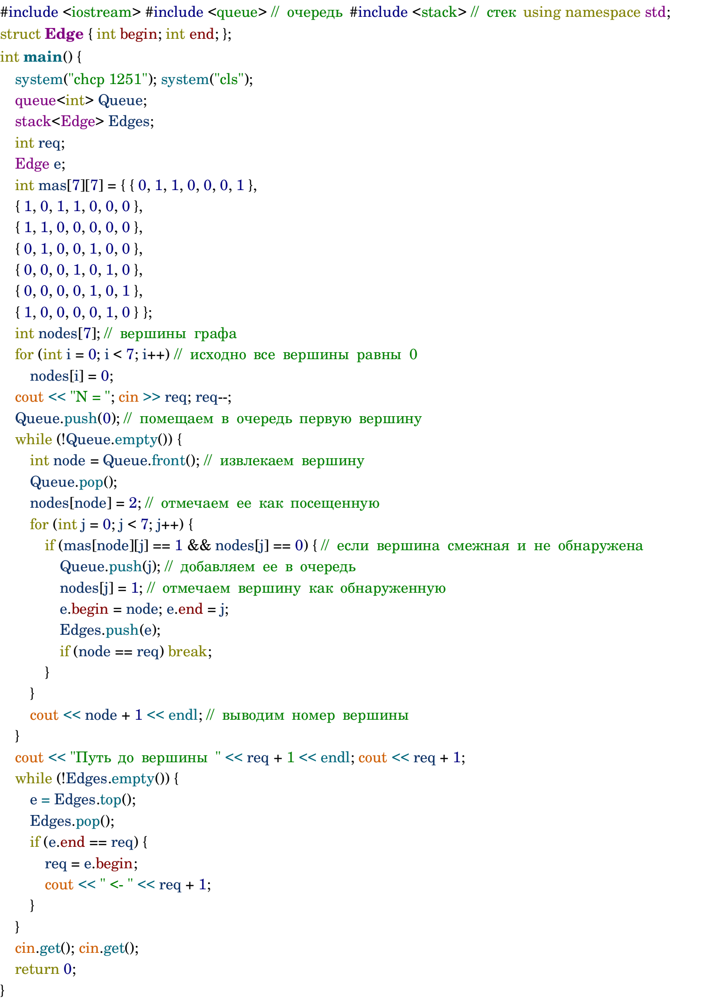 #include <iostream> #include <queue> // очередь #include <stack> // стек using namespace std;
struct Edge { int begin; int end; };
int main() {
system("chcp 1251"); system("cls");
queue<int> Queue;
stack<Edge> Edges;
int req;
Edge e;
int mas[7][7] = { { 0, 1, 1, 0, 0, 0, 1 },
{ 1, 0, 1, 1, 0, 0, 0 },
{ 1, 1, 0, 0, 0, 0, 0 },
{ 0, 1, 0, 0, 1, 0, 0 },
{ 0, 0, 0, 1, 0, 1, 0 },
{ 0, 0, 0, 0, 1, 0, 1 },
{ 1, 0, 0, 0, 0, 1, 0 } };
int nodes[7]; // вершины графа
for (int i = 0; i < 7; i++) // исходно все вершины равны 0
nodes[i] = 0;
cout << "N = "; cin >> req; req--;
Queue.push(0); // помещаем в очередь первую вершину
while (!Queue.empty()) {
int node = Queue.front(); // извлекаем вершину
Queue.pop();
nodes[node] = 2; // отмечаем ее как посещенную
for (int j = 0; j < 7; j++) {
if (mas[node][j] == 1 && nodes[j] == 0) { // если вершина смежная и не обнаружена
Queue.push(j); // добавляем ее в очередь
nodes[j] = 1; // отмечаем вершину как обнаруженную
e.begin = node; e.end = j;
Edges.push(e);
if (node == req) break;
}
}
cout << node + 1 << endl; // выводим номер вершины
}
cout << "Путь до вершины " << req + 1 << endl; cout << req + 1;
while (!Edges.empty()) {
e = Edges.top();
Edges.pop();
if (e.end == req) {
req = e.begin;
cout << " <- " << req + 1;
}
}
cin.get(); cin.get();
return 0;
}